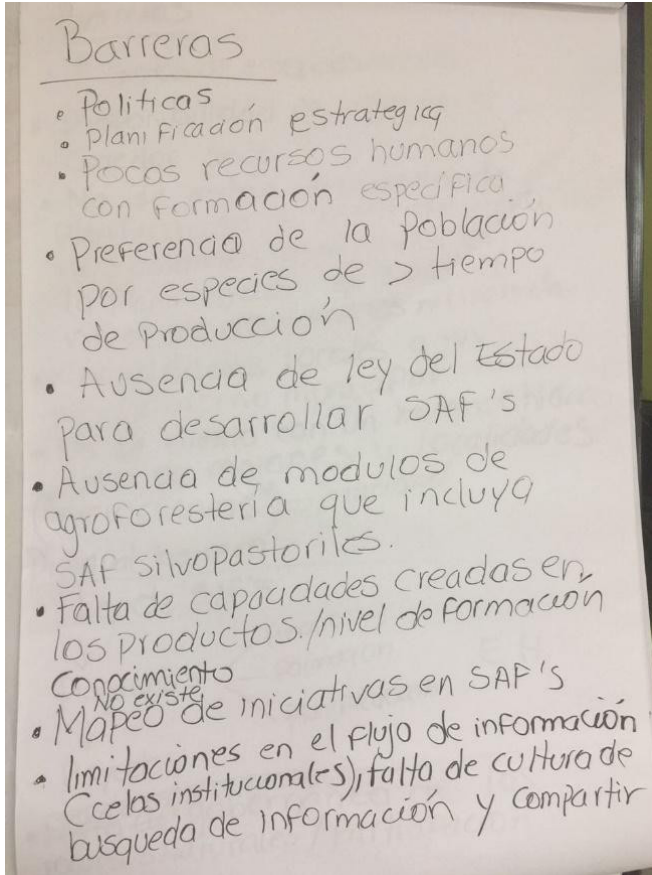 Barreras
• Politicas
• Planificación estrategica
• Pocos recursos humanos
con formación específica
• Preferencia de la Población
por especies de > tiempo
de Producción
• Ausencia de ley del Estado
para desarrollar SAF's
• Ausencia de modulos de
agroforestería que incluya
SAF silvopastoriles.
• Falta de capacidades creadas en
los productos./nivel de formación
Conocimiento
No existe
• Mapeo de iniciativas en SAF's
• limitaciones en el flujo de información
(celos institucionales), falta de cultura de
busqueda de información y compartir